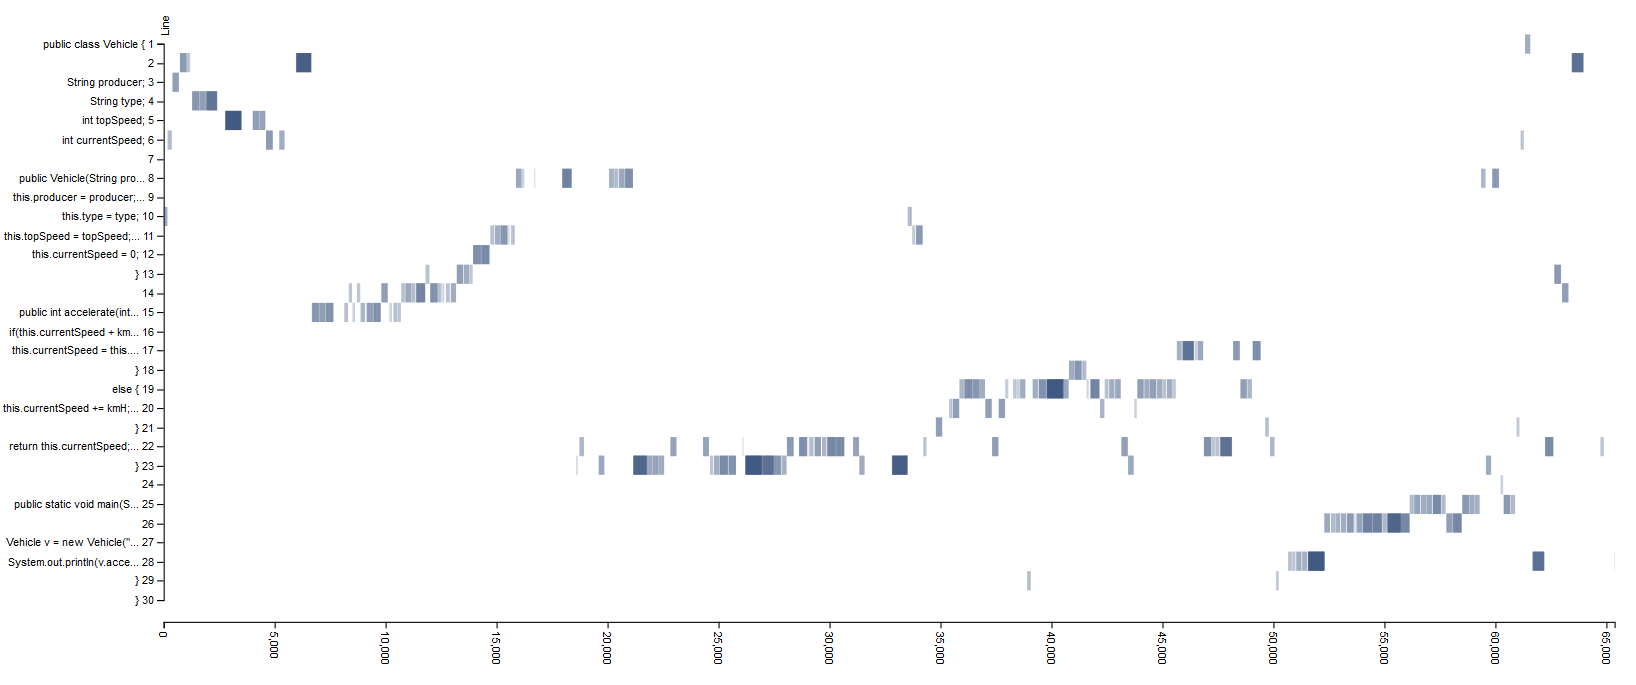 Line
public class Vehicle { 1
2
String producer; 3
String type; 4
int topSpeed; 5
int currentSpeed; 6
7
public Vehicle(String pro... 8
this.producer = producer;... 9
this.type = type; 10
this.topSpeed = topSpeed;... 11
this.currentSpeed = 0; 12
} 13
14
public int accelerate(int... 15
if(this.currentSpeed + km... 16
this.currentSpeed = this.... 17
} 18
else { 19
this.currentSpeed += kmH;... 20
} 21
return this.currentSpeed;... 22
} 23
24
public static void main(S... 25
26
Vehicle v = new Vehicle("... 27
System.out.println(v.acce... 28
} 29
} 30
0
5,000
10,000
15,000
20,000
25,000
30,000
35,000
40,000
45,000
50,000
55,000
60,000
65,000